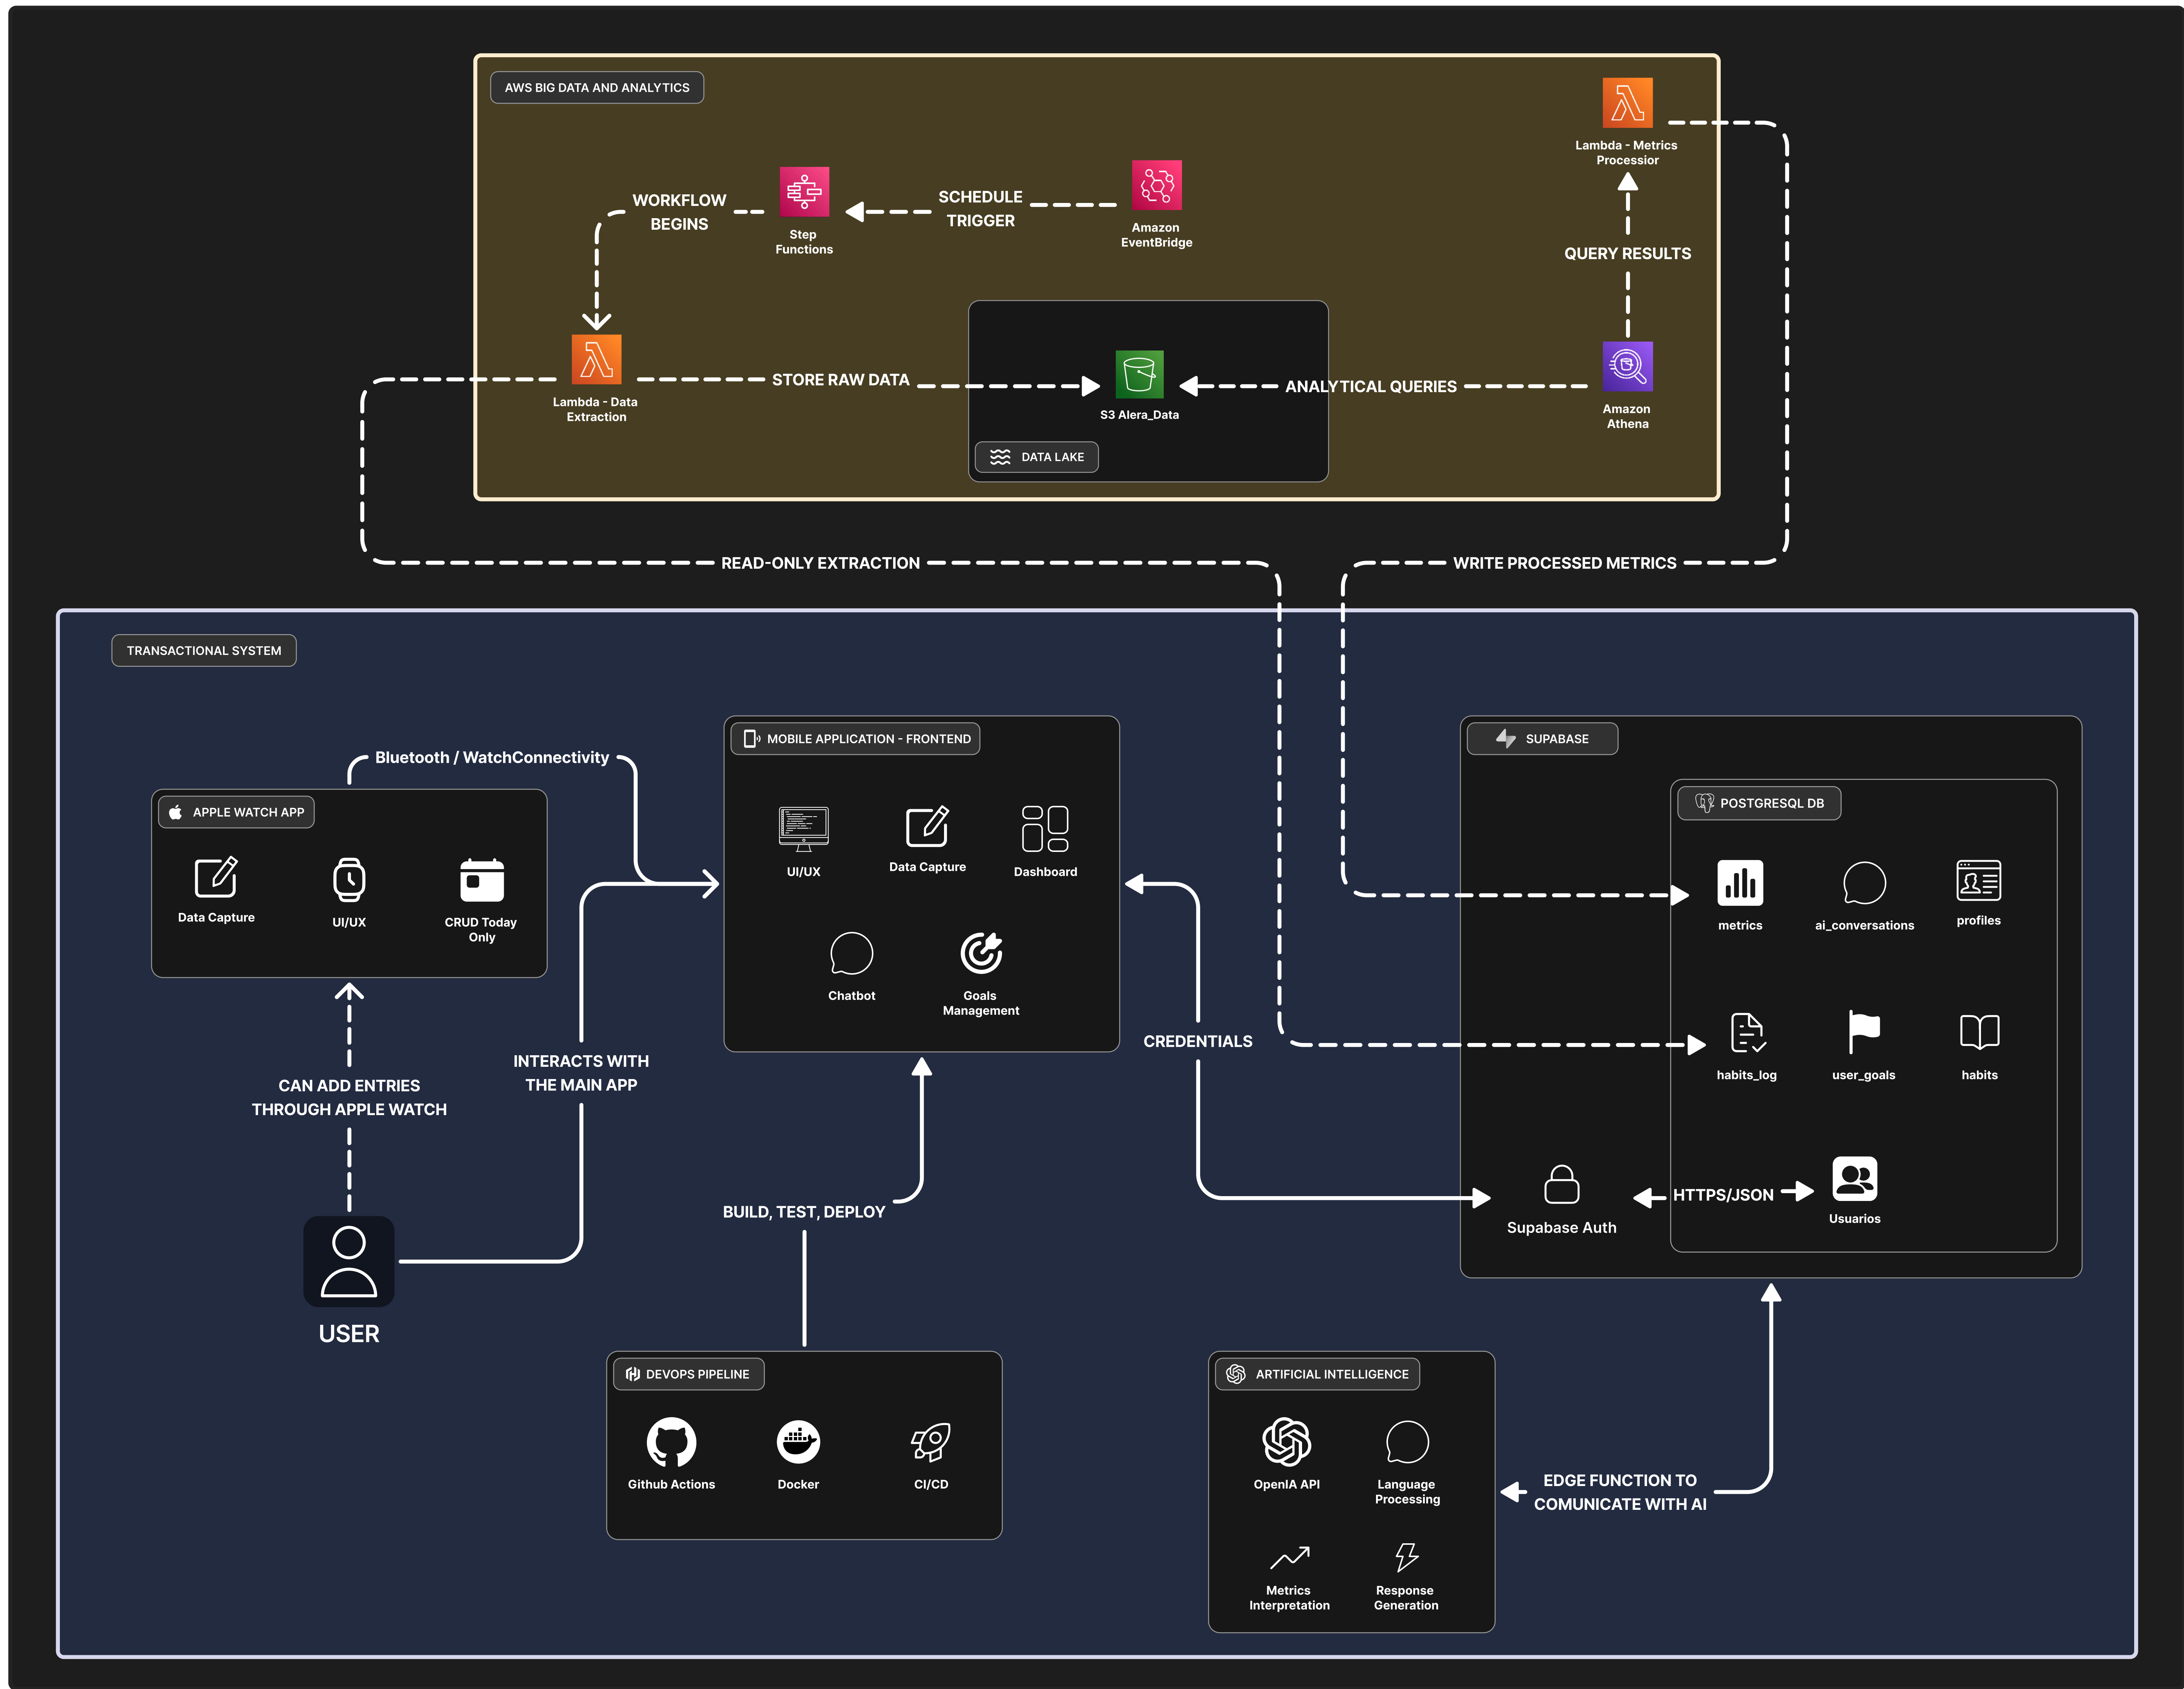 AWS BIG DATA AND ANALYTICS
Lambda - Metrics
Processior
WORKFLOW
BEGINS
Step
Functions
SCHEDULE
TRIGGER
Amazon
EventBridge
QUERY RESULTS
Lambda - Data
Extraction
STORE RAW DATA
S3 Alera_Data
ANALYTICAL QUERIES
Amazon
Athena
DATA LAKE
READ-ONLY EXTRACTION
WRITE PROCESSED METRICS
TRANSACTIONAL SYSTEM
Bluetooth / WatchConnectivity
APPLE WATCH APP
Data Capture
UI/UX
CRUD Today
Only
MOBILE APPLICATION - FRONTEND
UI/UX
Data Capture
Dashboard
Chatbot
Goals
Management
SUPABASE
POSTGRESQL DB
metrics
ai_conversations
profiles
habits_log
user_goals
habits
Supabase Auth
HTTPS/JSON
Usuarios
CREDENTIALS
INTERACTS WITH
THE MAIN APP
CAN ADD ENTRIES
THROUGH APPLE WATCH
USER
BUILD, TEST, DEPLOY
DEVOPS PIPELINE
Github Actions
Docker
CI/CD
ARTIFICIAL INTELLIGENCE
OpenIA API
Language
Processing
Metrics
Interpretation
Response
Generation
EDGE FUNCTION TO
COMUNICATE WITH AI